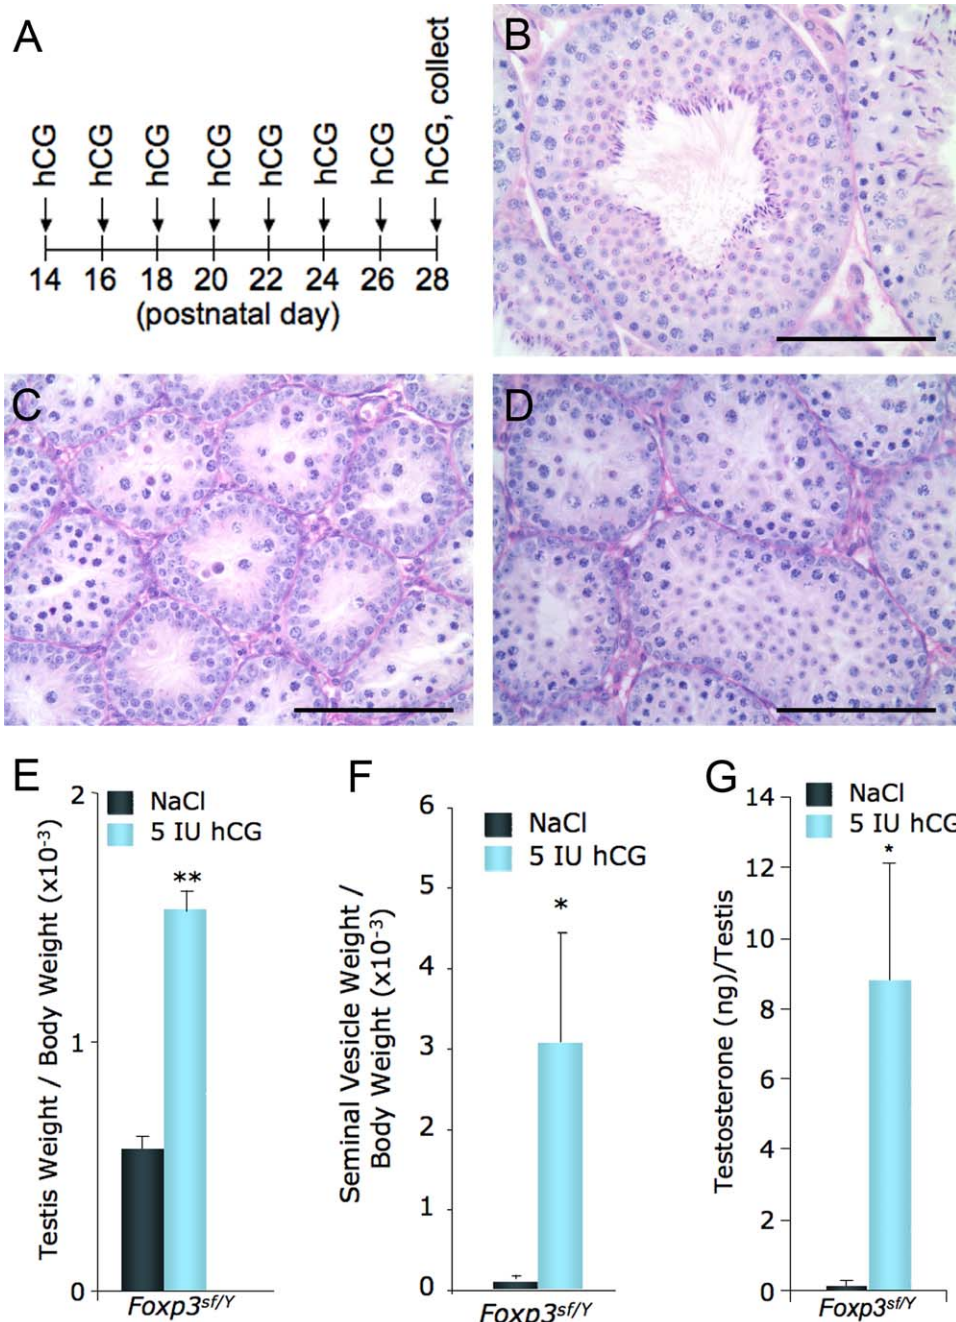 A
hCG hCG hCG hCG hCG hCG hCG hCG, collect
14 16 18 20 22 24 26 28
(postnatal day)
B
C
D
E
NaCl
5 IU hCG
**
Testis Weight / Body Weight (x10-3)
2
1
0
Foxp3sf/Y
F
NaCl
5 IU hCG
*
Seminal Vesicle Weight /
Body Weight (x10-3)
6
5
4
3
2
1
0
Foxp3sf/Y
G
NaCl
5 IU hCG
*
Testosterone (ng)/Testis
14
12
10
8
6
4
2
0
Foxp3sf/Y